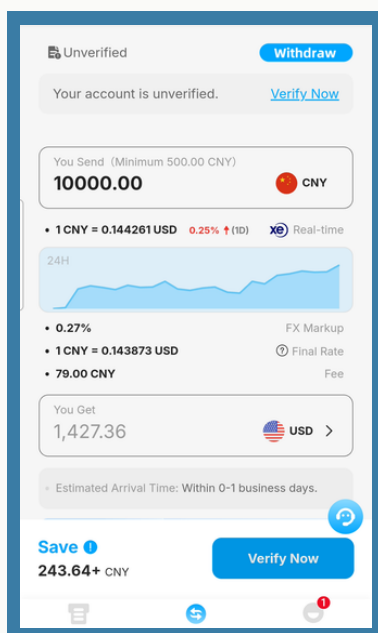 Unverified
Withdraw
Your account is unverified. Verify Now
You Send（Minimum 500.00 CNY）
10000.00 CNY
• 1 CNY = 0.144261 USD 0.25% ↑ (1D) xe Real-time
24H
• 0.27% FX Markup
• 1 CNY = 0.143873 USD ? Final Rate
• 79.00 CNY Fee
You Get
1,427.36 USD >
• Estimated Arrival Time: Within 0-1 business days.
Save !
243.64+ CNY
Verify Now
1